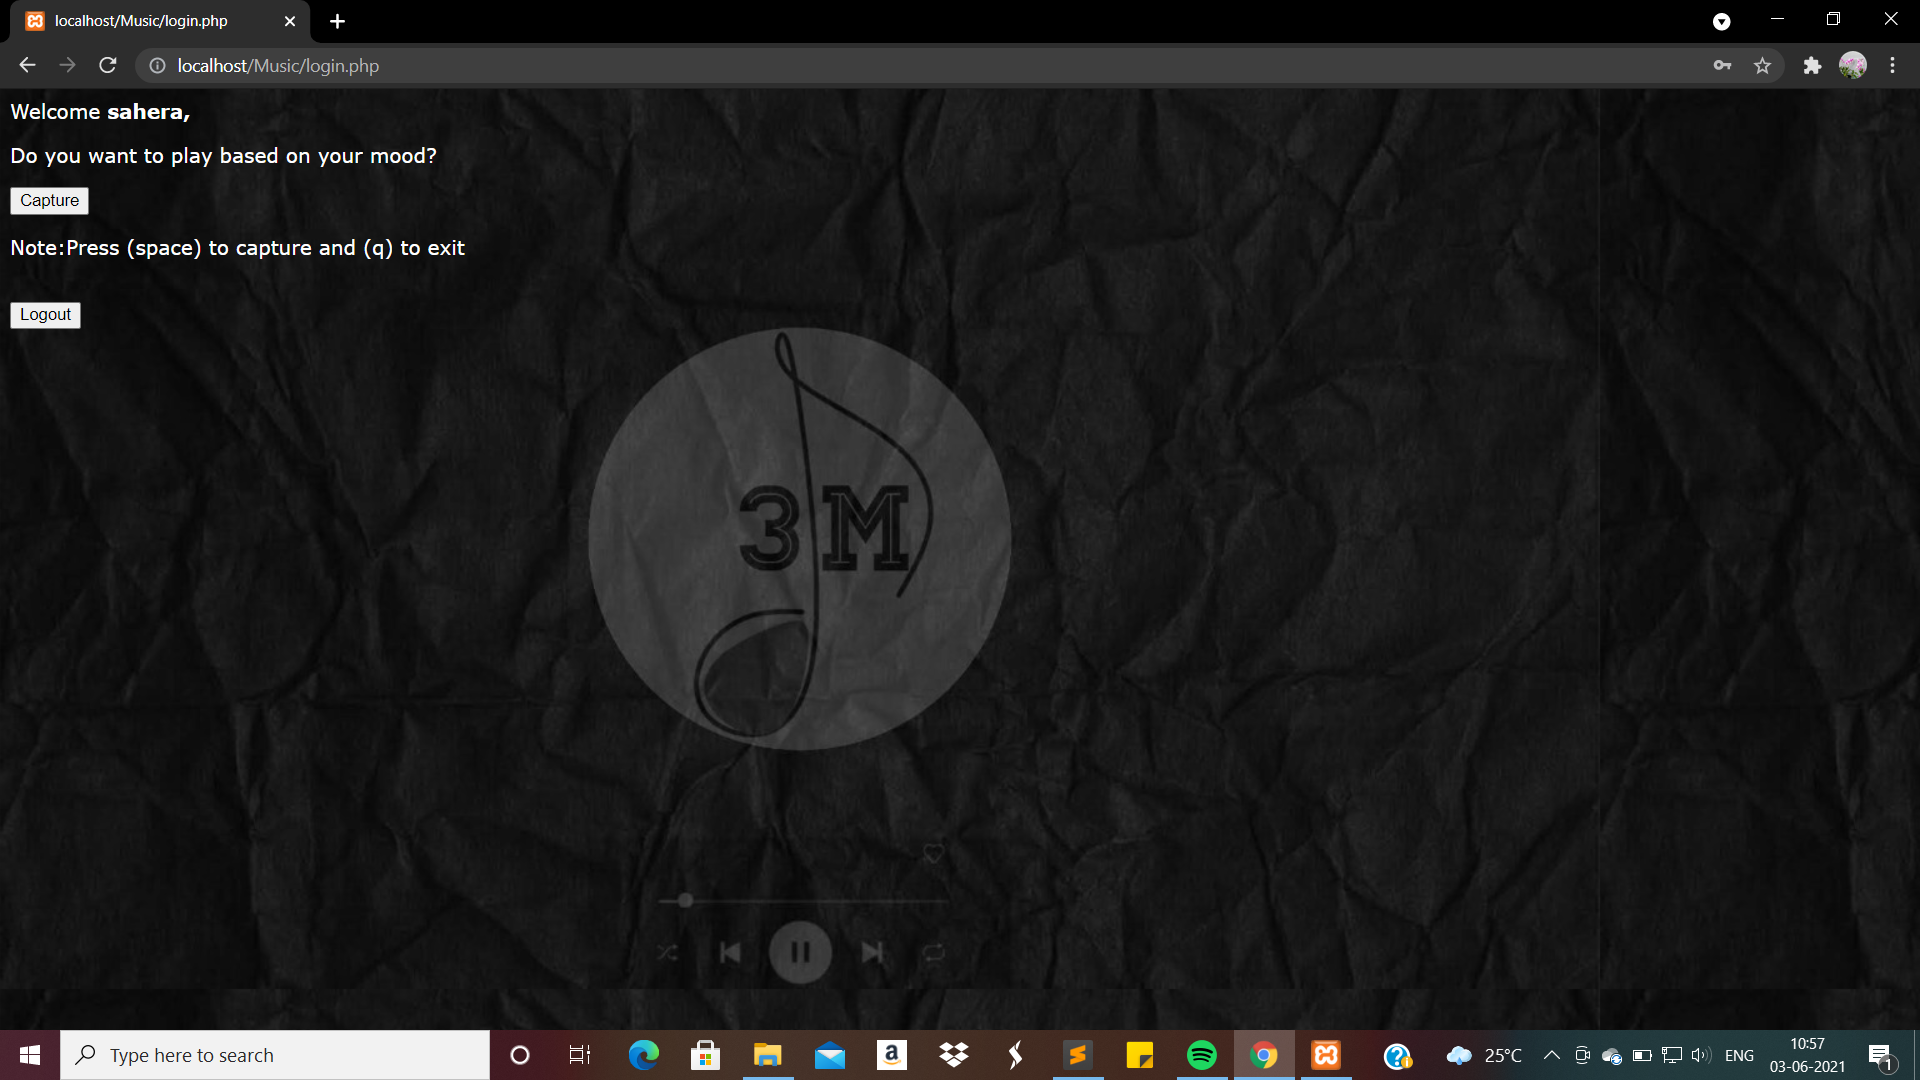 localhost/Music/login.php
localhost/Music/login.php
Welcome sahera,
Do you want to play based on your mood?
Capture
Note:Press (space) to capture and (q) to exit
Logout
3M
Type here to search
25°C
ENG
10:57
03-06-2021
1